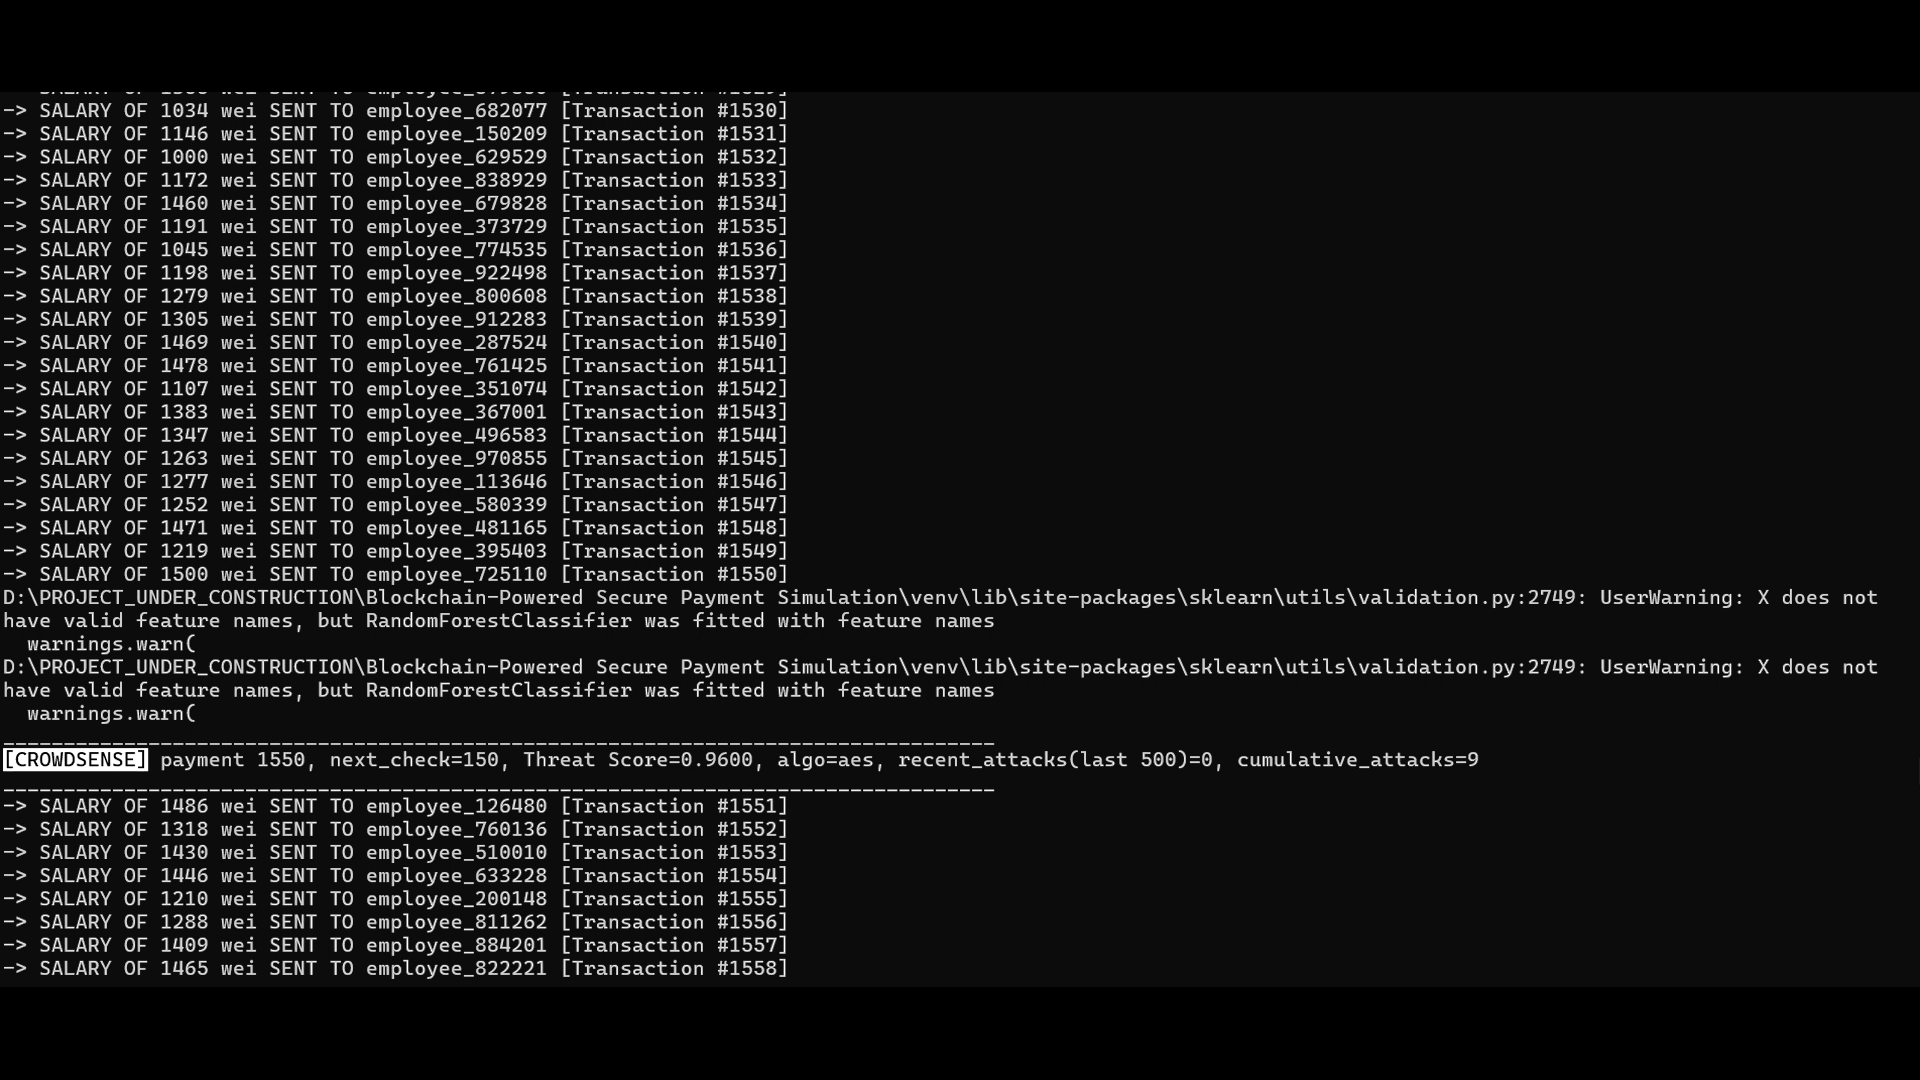 -> SALARY OF 1034 wei SENT TO employee_682077 [Transaction #1530]
-> SALARY OF 1146 wei SENT TO employee_150209 [Transaction #1531]
-> SALARY OF 1000 wei SENT TO employee_629529 [Transaction #1532]
-> SALARY OF 1172 wei SENT TO employee_838929 [Transaction #1533]
-> SALARY OF 1460 wei SENT TO employee_679828 [Transaction #1534]
-> SALARY OF 1191 wei SENT TO employee_373729 [Transaction #1535]
-> SALARY OF 1045 wei SENT TO employee_774535 [Transaction #1536]
-> SALARY OF 1198 wei SENT TO employee_922498 [Transaction #1537]
-> SALARY OF 1279 wei SENT TO employee_800608 [Transaction #1538]
-> SALARY OF 1305 wei SENT TO employee_912283 [Transaction #1539]
-> SALARY OF 1469 wei SENT TO employee_287524 [Transaction #1540]
-> SALARY OF 1478 wei SENT TO employee_761425 [Transaction #1541]
-> SALARY OF 1107 wei SENT TO employee_351074 [Transaction #1542]
-> SALARY OF 1383 wei SENT TO employee_367001 [Transaction #1543]
-> SALARY OF 1347 wei SENT TO employee_496583 [Transaction #1544]
-> SALARY OF 1263 wei SENT TO employee_970855 [Transaction #1545]
-> SALARY OF 1277 wei SENT TO employee_113646 [Transaction #1546]
-> SALARY OF 1252 wei SENT TO employee_580339 [Transaction #1547]
-> SALARY OF 1471 wei SENT TO employee_481165 [Transaction #1548]
-> SALARY OF 1219 wei SENT TO employee_395403 [Transaction #1549]
-> SALARY OF 1500 wei SENT TO employee_725110 [Transaction #1550]
D:\PROJECT_UNDER_CONSTRUCTION\Blockchain-Powered Secure Payment Simulation\venv\lib\site-packages\sklearn\utils\validation.py:2749: UserWarning: X does not
have valid feature names, but RandomForestClassifier was fitted with feature names
  warnings.warn(
D:\PROJECT_UNDER_CONSTRUCTION\Blockchain-Powered Secure Payment Simulation\venv\lib\site-packages\sklearn\utils\validation.py:2749: UserWarning: X does not
have valid feature names, but RandomForestClassifier was fitted with feature names
  warnings.warn(
__________________________________________________________________________________
[CROWDSENSE] payment 1550, next_check=150, Threat Score=0.9600, algo=aes, recent_attacks(last 500)=0, cumulative_attacks=9
__________________________________________________________________________________
-> SALARY OF 1486 wei SENT TO employee_126480 [Transaction #1551]
-> SALARY OF 1318 wei SENT TO employee_760136 [Transaction #1552]
-> SALARY OF 1430 wei SENT TO employee_510010 [Transaction #1553]
-> SALARY OF 1446 wei SENT TO employee_633228 [Transaction #1554]
-> SALARY OF 1210 wei SENT TO employee_200148 [Transaction #1555]
-> SALARY OF 1288 wei SENT TO employee_811262 [Transaction #1556]
-> SALARY OF 1409 wei SENT TO employee_884201 [Transaction #1557]
-> SALARY OF 1465 wei SENT TO employee_822221 [Transaction #1558]